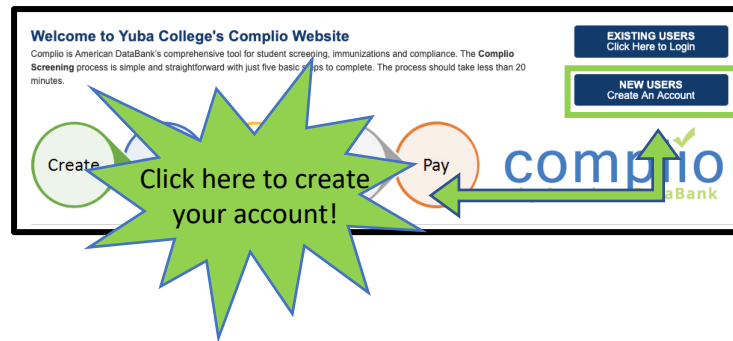 Welcome to Yuba College's Complio Website
EXISTING USERS
Click Here to Login
Complio is American DataBank's comprehensive tool for student screening, immunizations and compliance. The Complio
Screening process is simple and straightforward with just five basic to complete. The process should take less than 20
minutes.
NEW USERS
Create An Account
Create
Pay
Click here to create
your account!
complio
aBank